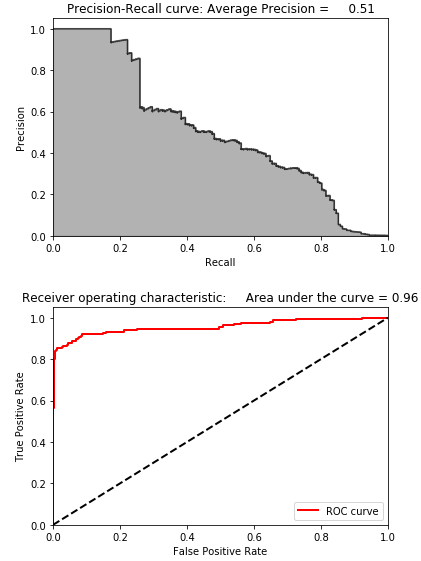 Precision-Recall curve: Average Precision = 0.51
1.0
0.8
0.6
0.4
0.2
0.0
Precision
0.0 0.2 0.4 0.6 0.8 1.0
Recall
Receiver operating characteristic: Area under the curve = 0.96
1.0
0.8
0.6
0.4
0.2
0.0
True Positive Rate
ROC curve
0.0 0.2 0.4 0.6 0.8 1.0
False Positive Rate